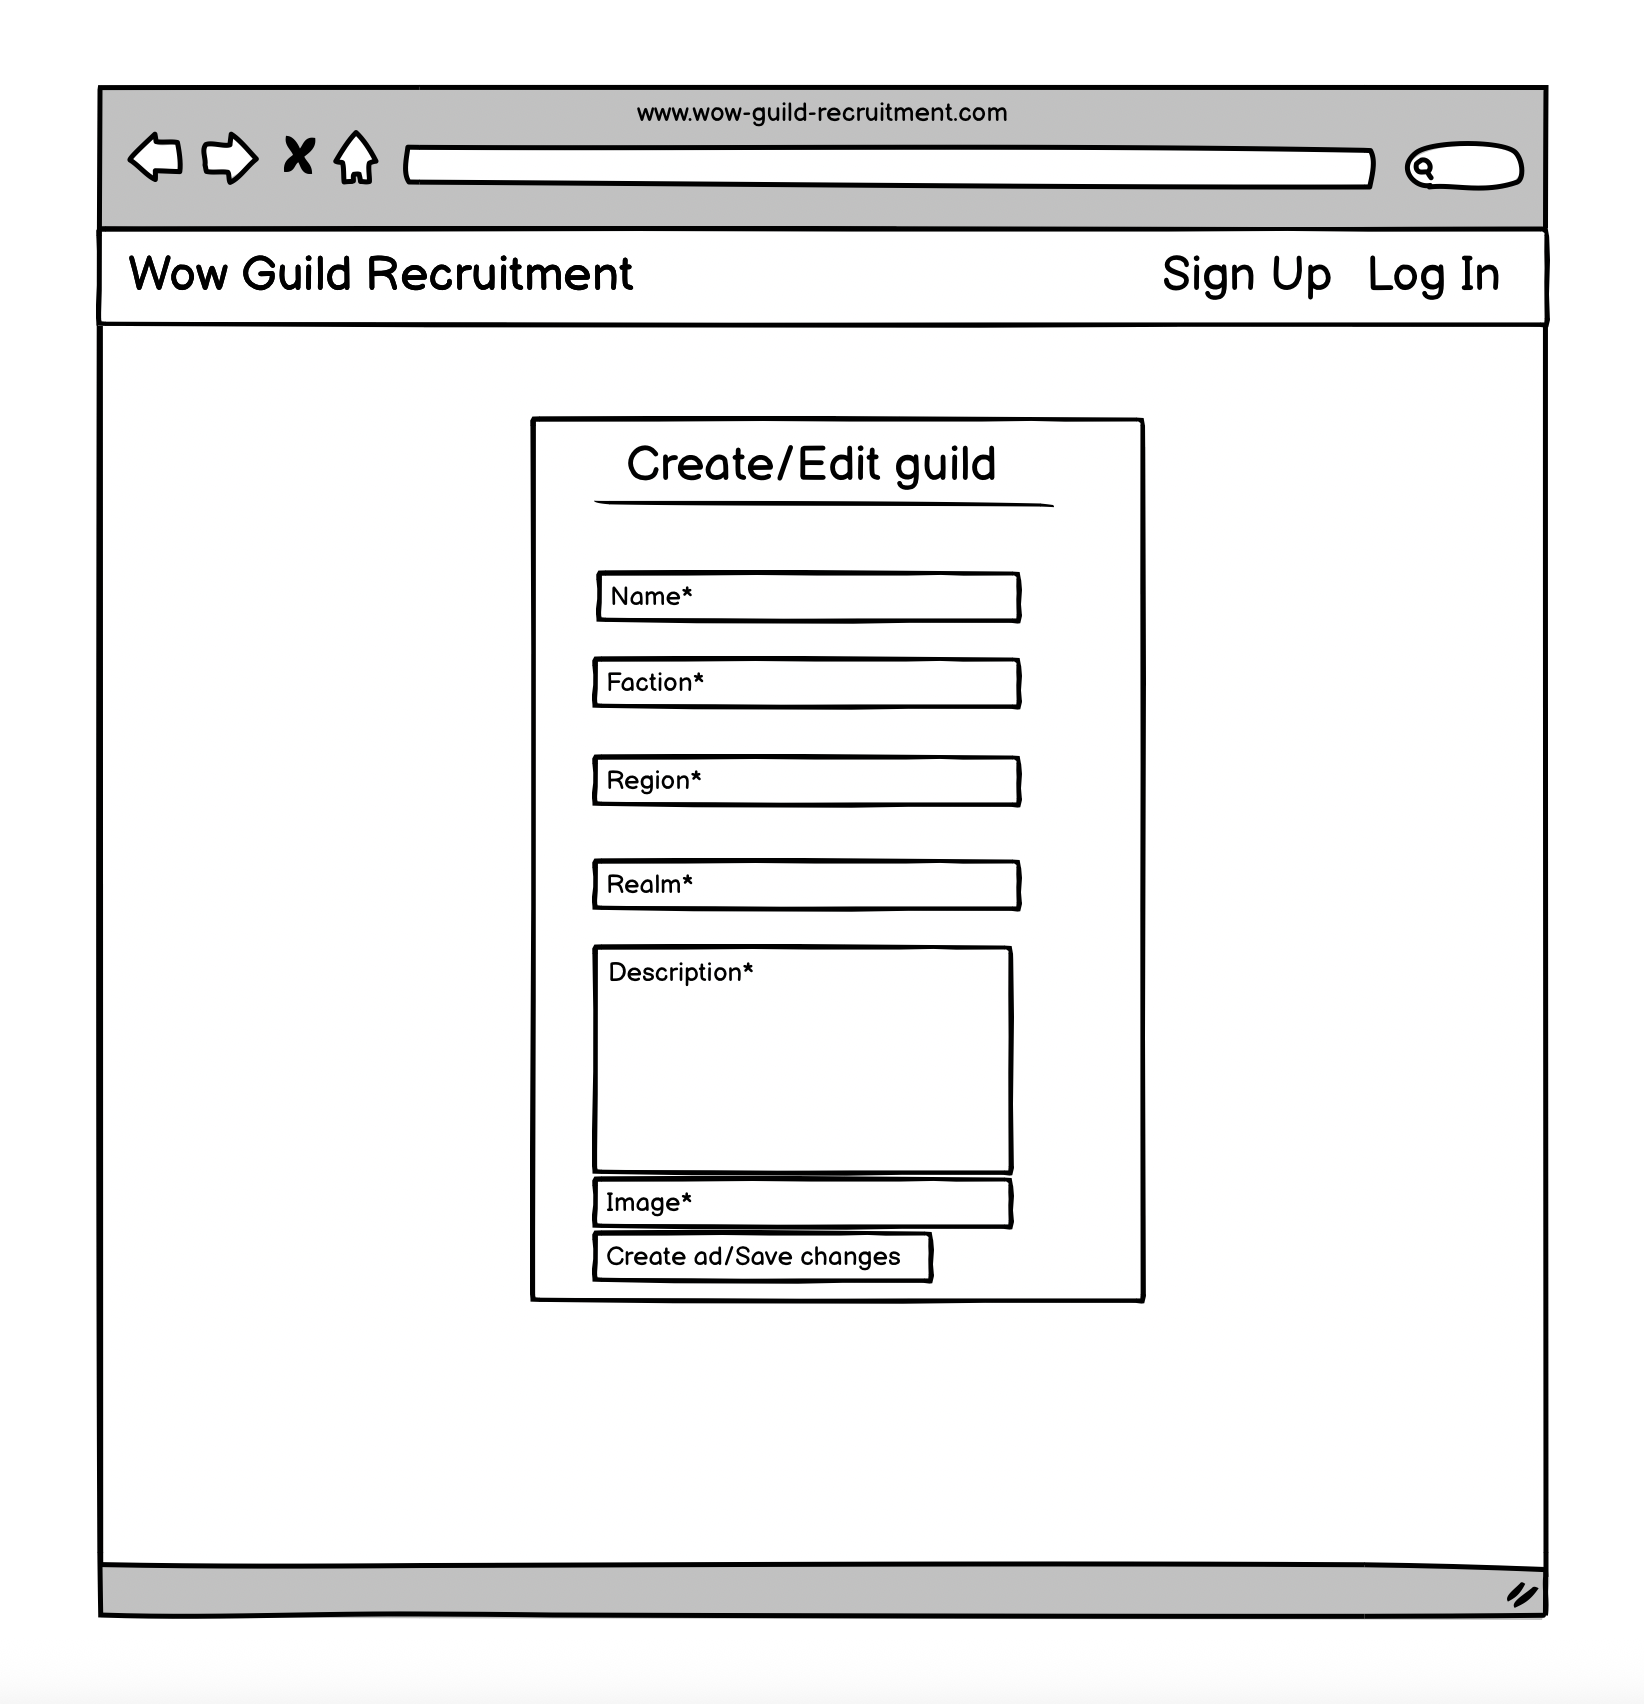 www.wow-guild-recruitment.com
Wow Guild Recruitment Sign Up Log In
Create/Edit guild
Name*
Faction*
Region*
Realm*
Description*
Image*
Create ad/Save changes